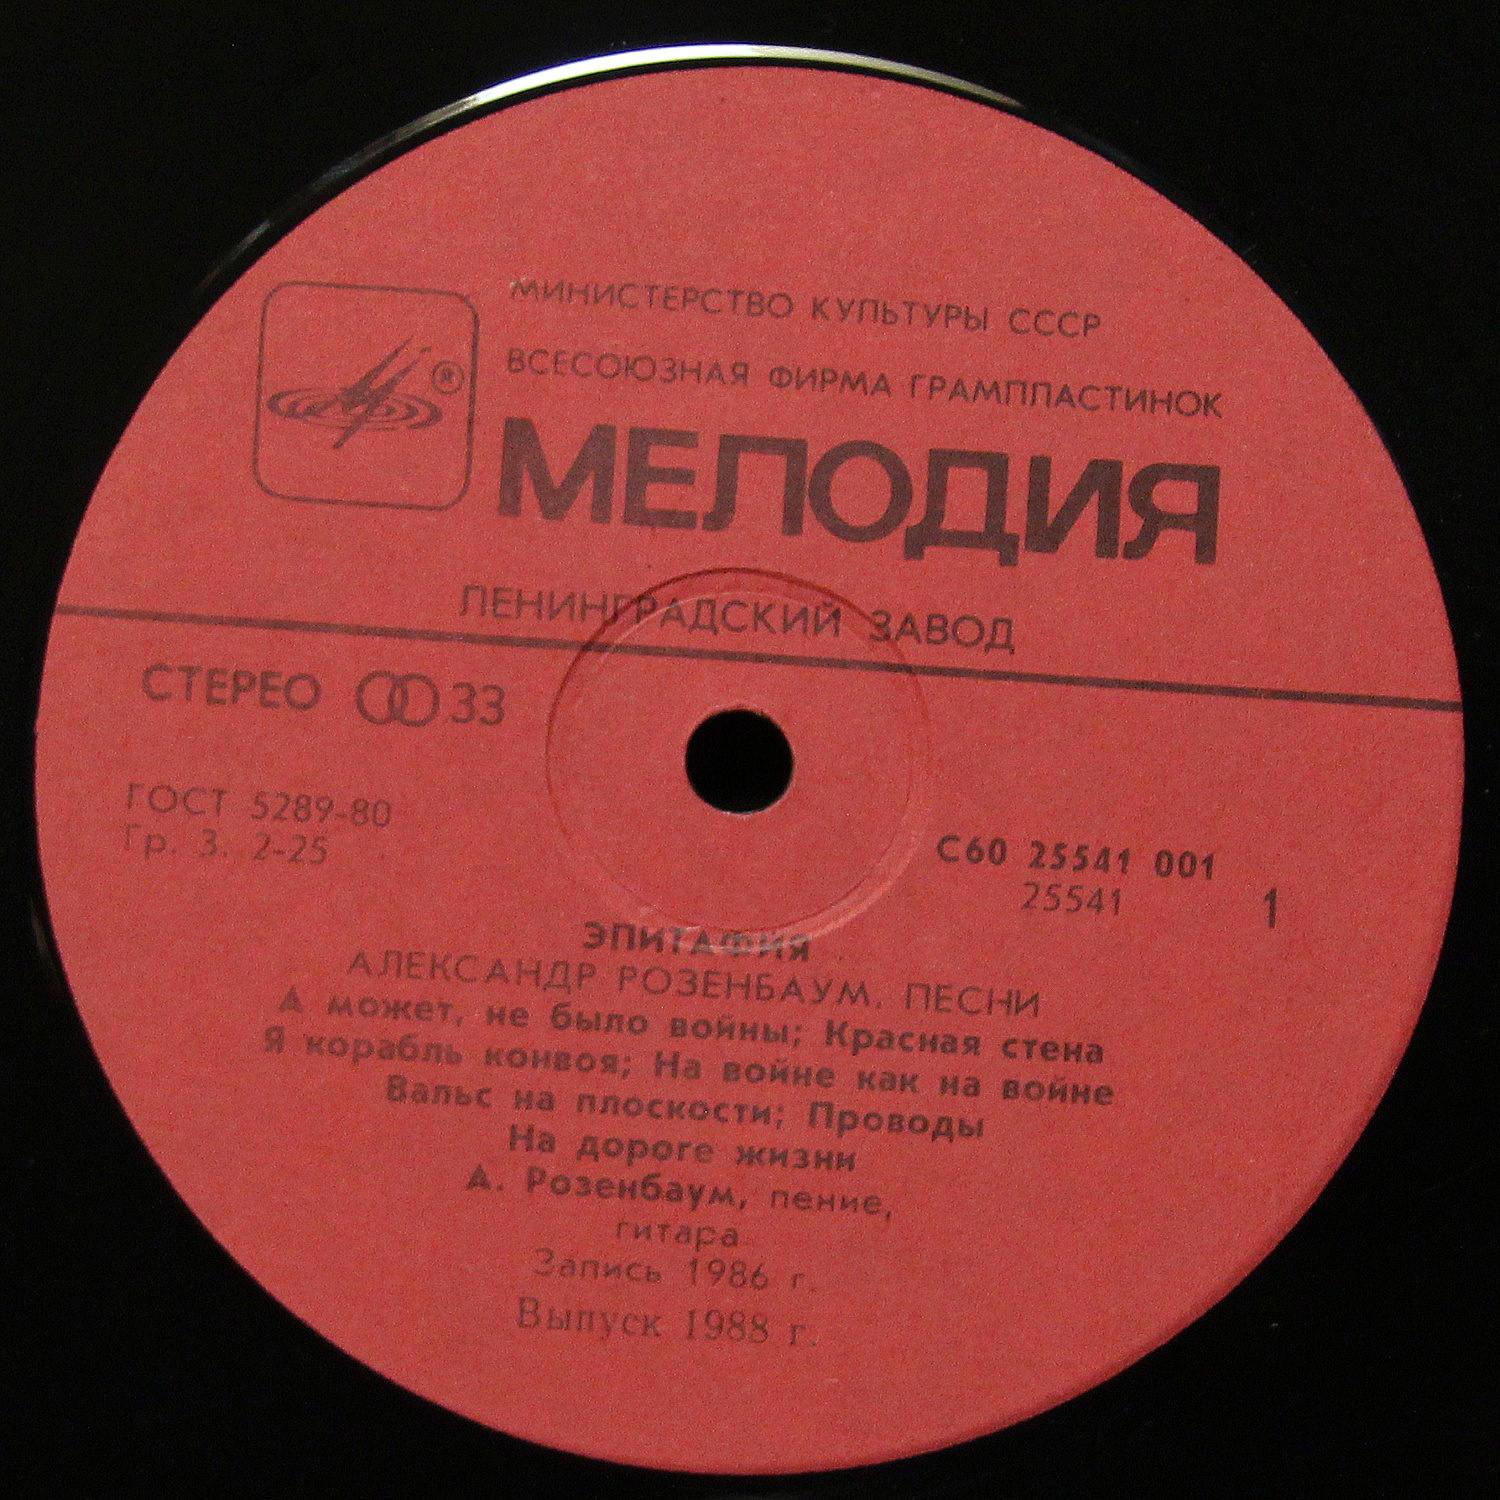 МИНИСТЕРСТВО КУЛЬТУРЫ СССР
ВСЕСОЮЗНАЯ ФИРМА ГРАМПЛАСТИНОК
®
МЕЛОДИЯ
ЛЕНИНГРАДСКИЙ ЗАВОД
СТЕРЕО 33
ГОСТ 5289-80
Гр. 3. 2-25
С60 25541 001
25541
1
ЭПИТАФИЯ
АЛЕКСАНДР РОЗЕНБАУМ. ПЕСНИ
А может, не было войны; Красная стена
Я корабль конвоя; На войне как на войне
Вальс на плоскости; Проводы
На дороге жизни
А. Розенбаум, пение,
гитара
Запись 1986 г.
Выпуск 1988 г.